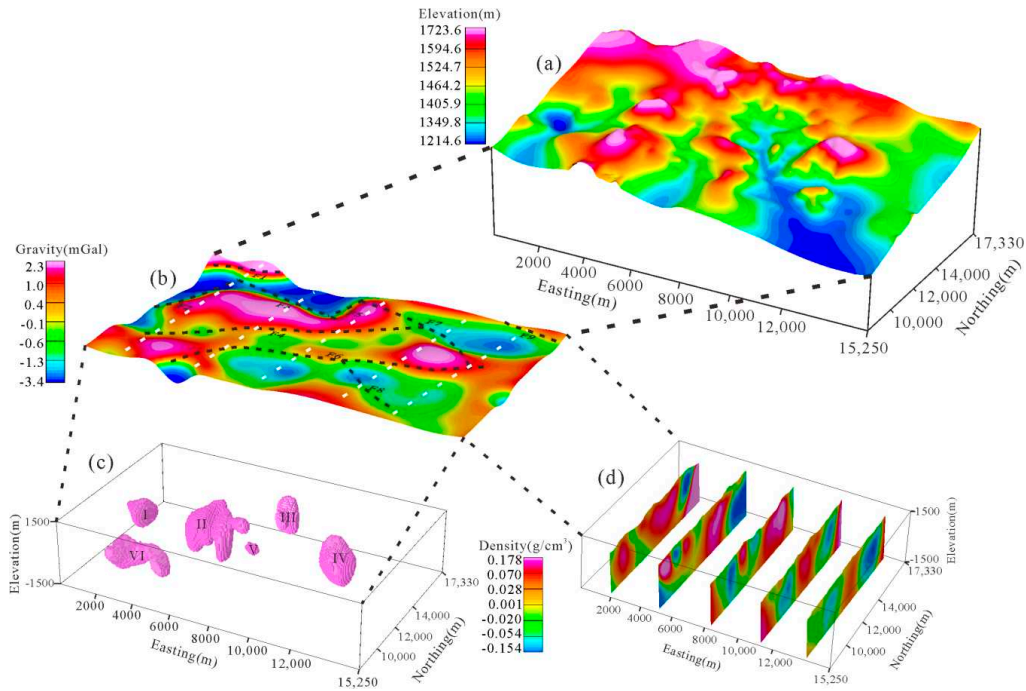 Elevation(m)
1723.6
1594.6
1524.7
1464.2
1405.9
1349.8
1214.6
(a)
2000
4000
6000
8000
10,000
12,000
15,250
Easting(m)
10,000
12,000
14,000
17,330
Northing(m)
Gravity(mGal)
2.3
1.0
0.4
-0.1
-0.6
-1.3
-3.4
(b)
F6
F8
(c)
I
II
III
IV
V
VI
1500
-1500
Elevation(m)
2000
4000
6000
8000
10,000
12,000
15,250
Easting(m)
10,000
12,000
14,000
17,330
Northing(m)
(d)
Density(g/cm³)
0.178
0.070
0.028
0.001
-0.020
-0.054
-0.154
1500
-1500
Elevation(m)
2000
4000
6000
8000
10,000
12,000
15,250
Easting(m)
10,000
12,000
14,000
17,330
Northing(m)